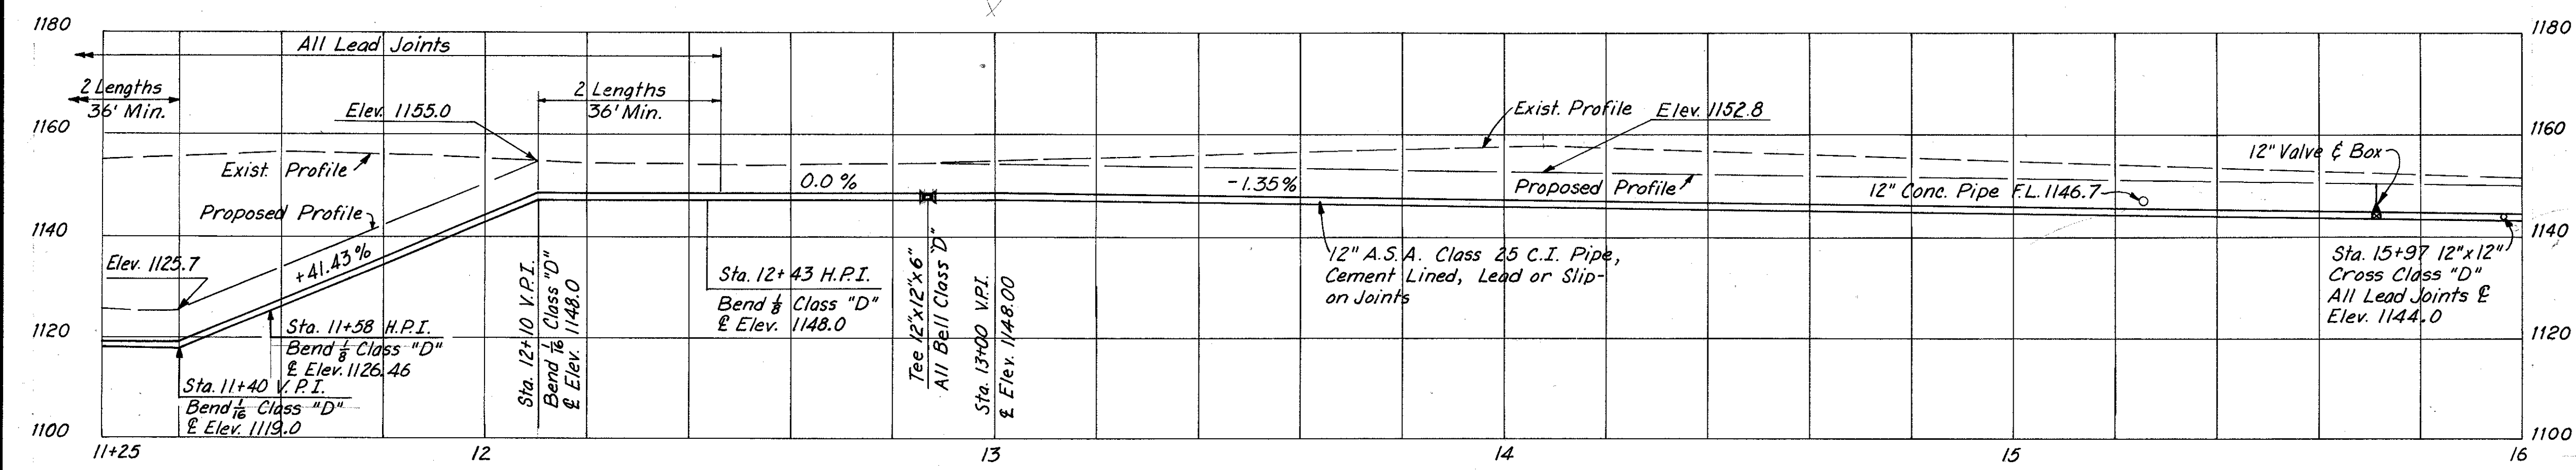 1180
1160
1140
1120
1100
All Lead Joints
2 Lengths
36' Min.
Elev. 1155.0
2 Lengths
36' Min.
Exist. Profile
Proposed Profile
+41.43%
Elev. 1125.7
Sta. 11+58 H.P.I.
Bend 1/8 Class "D"
℄ Elev. 1126.46
Sta. 11+40 V.P.I.
Bend 1/16 Class "D"
℄ Elev. 1119.0
Sta. 12+10 V.P.I.
Bend 1/16 Class "D"
℄ Elev. 1148.0
0.0 %
Sta. 12+43 H.P.I.
Bend 1/8 Class "D"
℄ Elev. 1148.0
Tee 12"x12"x6"
All Bell Class "D"
Sta. 13+00 V.P.I.
℄ Elev. 1148.00
-1.35%
Exist. Profile
Elev. 1152.8
Proposed Profile
12" A.S.A. Class 25 C.I. Pipe,
Cement Lined, Lead or Slip-
on Joints
12" Conc. Pipe F.L. 1146.7
12" Valve & Box
Sta. 15+97 12"x12"
Cross Class "D"
All Lead Joints ℄
Elev. 1144.0
1180
1160
1140
1120
1100
11+25
12
13
14
15
16